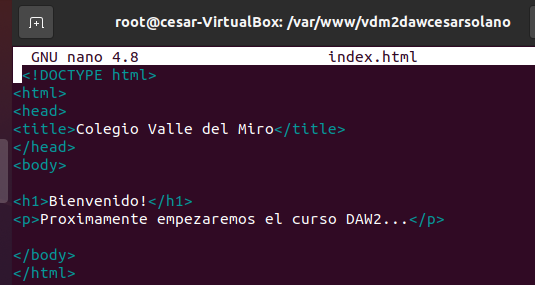 root@cesar-VirtualBox: /var/www/vdm2dawcesarsolano
GNU nano 4.8 index.html
<!DOCTYPE html>
<html>
<head>
<title>Colegio Valle del Miro</title>
</head>
<body>
<h1>Bienvenido!</h1>
<p>Proximamente empezaremos el curso DAW2...</p>
</body>
</html>